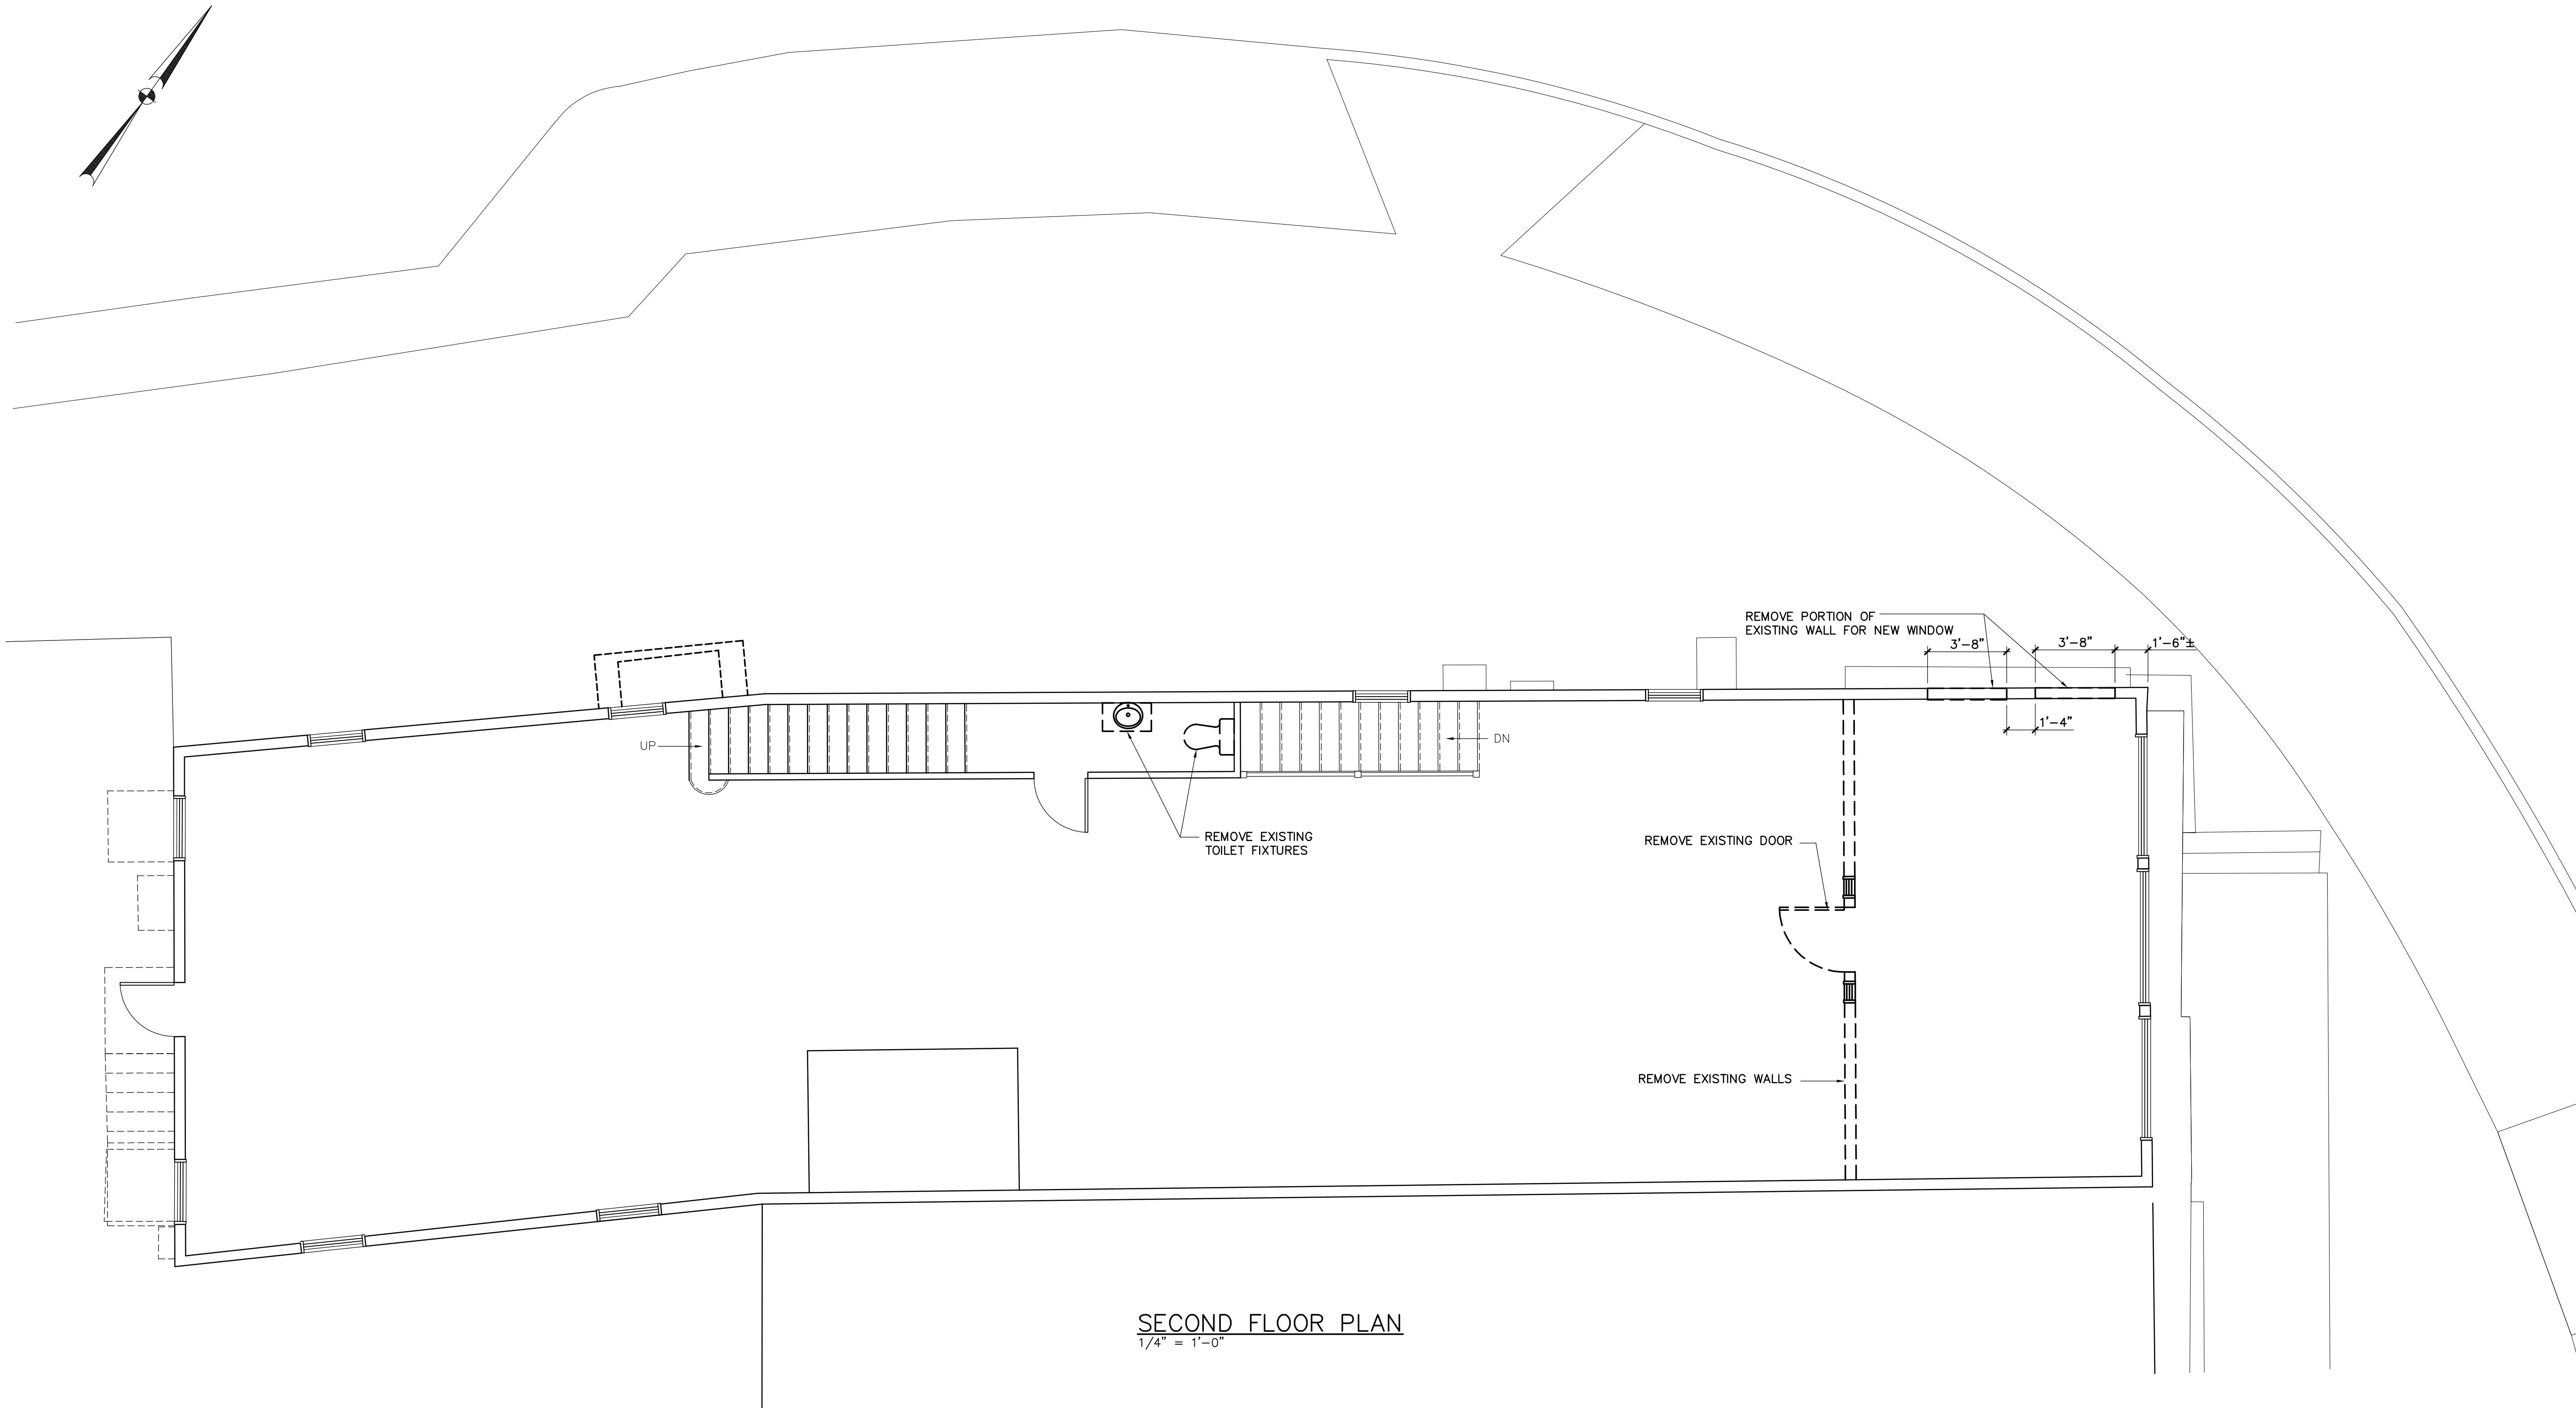 REMOVE PORTION OF
EXISTING WALL FOR NEW WINDOW
3'-8"
3'-8"
1'-6"±
1'-4"
UP
DN
REMOVE EXISTING
TOILET FIXTURES
REMOVE EXISTING DOOR
REMOVE EXISTING WALLS
SECOND FLOOR PLAN
1/4" = 1'-0"